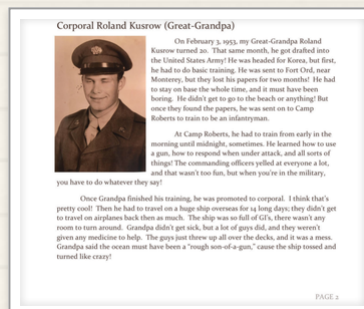 Corporal Roland Kusrow (Great-Grandpa)
On February 3, 1953, my Great-Grandpa Roland
Kusrow turned 20. That same month, he got drafted into
the United States Army! He was headed for Korea, but first,
he had to do basic training. He was sent to Fort Ord, near
Monterey, but they lost his papers for two months! He had
to stay on base the whole time, and it must have been
boring. He didn't get to go to the beach or anything! But
once they found the papers, he was sent on to Camp
Roberts to train to be an infantryman.
At Camp Roberts, he had to train from early in the
morning until midnight, sometimes. He learned how to use
a gun, how to respond when under attack, and all sorts of
things! The commanding officers yelled at everyone a lot,
and that wasn't too fun, but when you're in the military,
you have to do whatever they say!
Once Grandpa finished his training, he was promoted to corporal. I think that's
pretty cool! Then he had to travel on a huge ship overseas for 14 long days; they didn't get
to travel on airplanes back then as much. The ship was so full of GI's, there wasn't any
room to turn around. Grandpa didn't get sick, but a lot of guys did, and they weren't
given any medicine to help. The guys just threw up all over the decks, and it was a mess.
Grandpa said the ocean must have been a "rough son-of-a-gun," cause the ship tossed and
turned like crazy!
PAGE 2